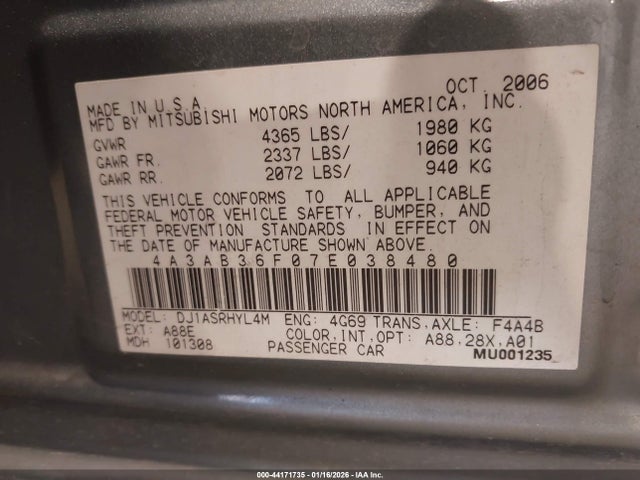 OCT. 2006
MADE IN U.S.A.
MFD BY MITSUBISHI MOTORS NORTH AMERICA, INC.
GVWR 4365 LBS/ 1980 KG
GAWR FR. 2337 LBS/ 1060 KG
GAWR RR. 2072 LBS/ 940 KG
THIS VEHICLE CONFORMS TO ALL APPLICABLE
FEDERAL MOTOR VEHICLE SAFETY, BUMPER, AND
THEFT PREVENTION STANDARDS IN EFFECT ON
THE DATE OF MANUFACTURE SHOWN ABOVE.
4A3AB36F07E038480
MODEL: DJ1ASRHYL4M ENG: 4G69 TRANS.AXLE: F4A4B
EXT: A88E COLOR,INT,OPT: A88,28X,A01
MDH 101308 PASSENGER CAR MU001235
000-44171735 - 01/16/2026 - IAA Inc.